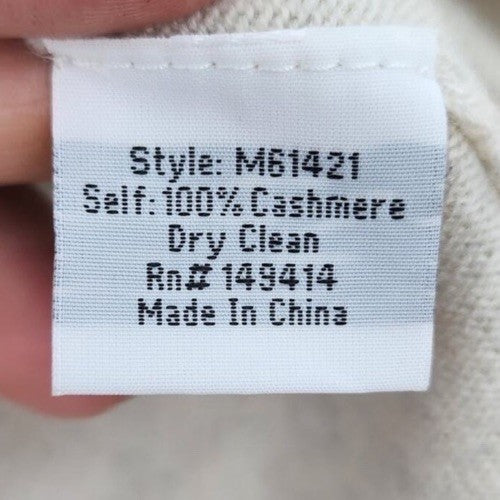 Style: M61421
Self: 100% Cashmere
Dry Clean
Rn# 149414
Made In China